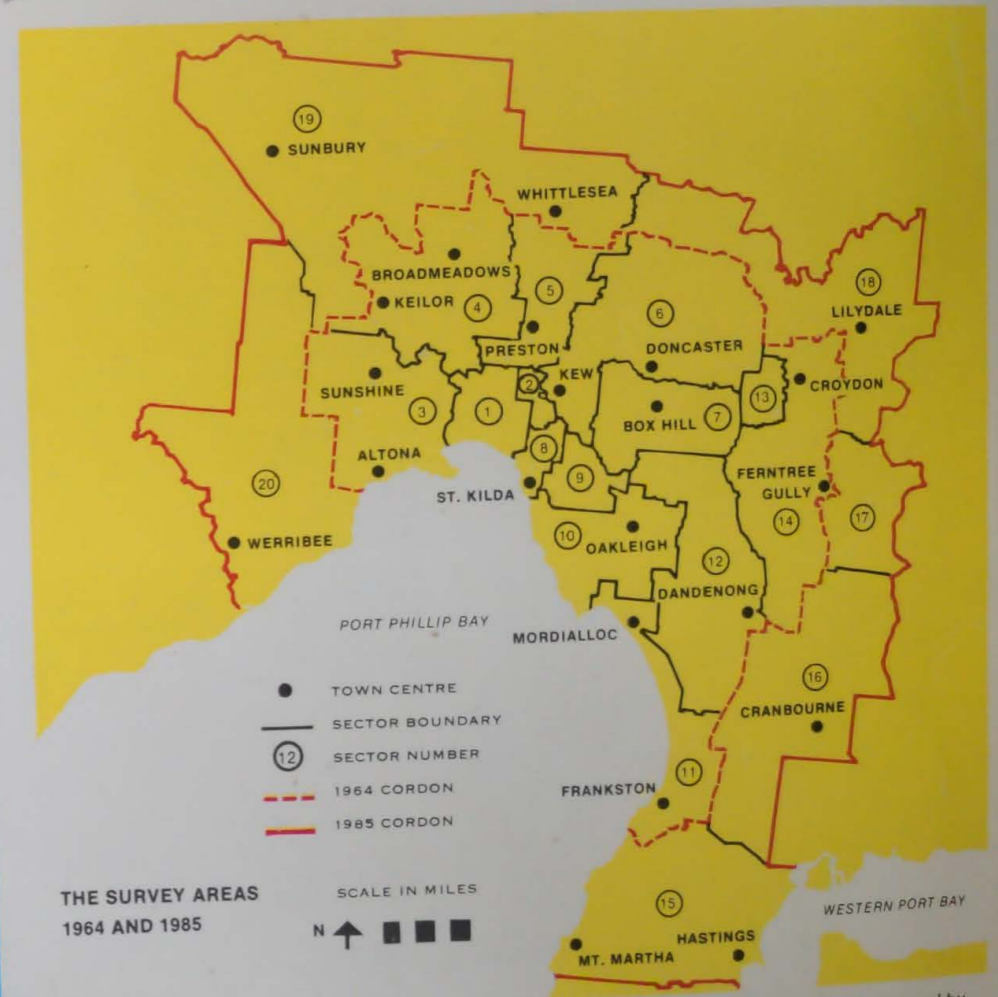 19
SUNBURY
WHITTLESEA
BROADMEADOWS
KEILOR
4
5
6
18
LILYDALE
PRESTON
DONCASTER
SUNSHINE
3
1
2
KEW
13
CROYDON
BOX HILL
7
ALTONA
8
9
FERNTREE
GULLY
20
ST. KILDA
14
17
WERRIBEE
10
OAKLEIGH
12
DANDENONG
PORT PHILLIP BAY
MORDIALLOC
16
CRANBOURNE
TOWN CENTRE
SECTOR BOUNDARY
12
SECTOR NUMBER
1964 CORDON
1985 CORDON
11
FRANKSTON
THE SURVEY AREAS
1964 AND 1985
SCALE IN MILES
N
15
WESTERN PORT BAY
HASTINGS
MT. MARTHA